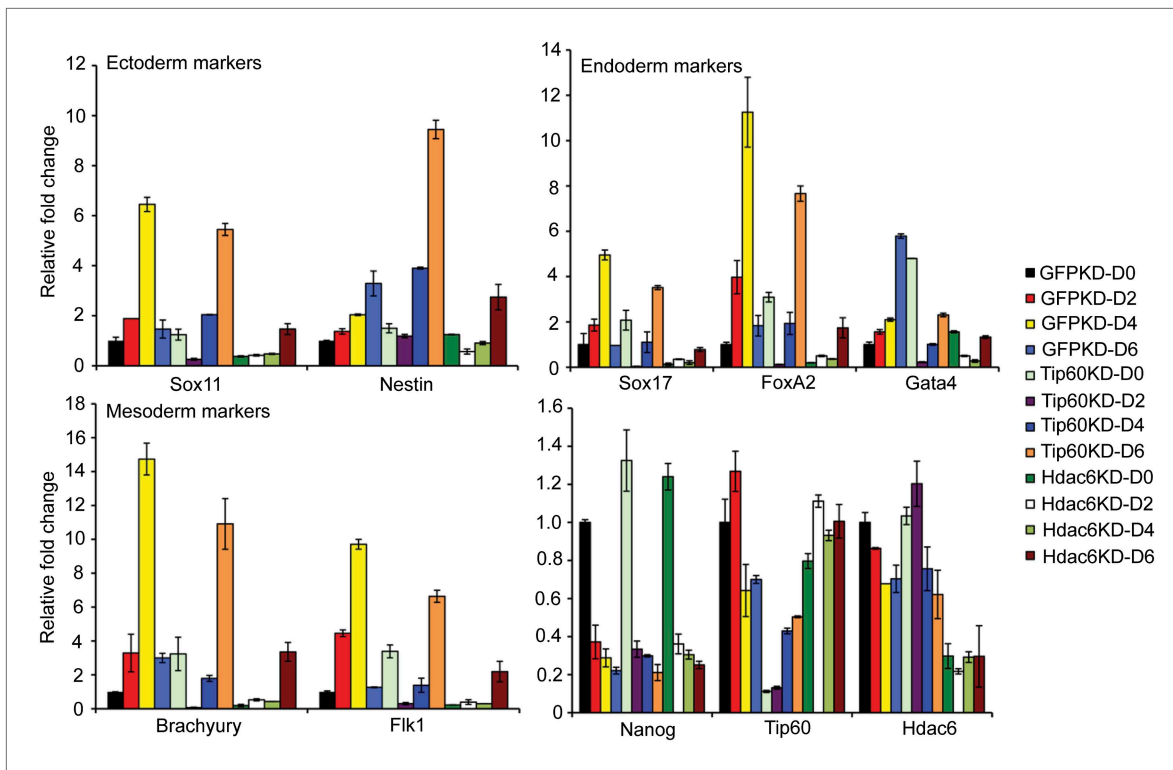 Ectoderm markers
Relative fold change
12
10
8
6
4
2
0
Sox11 Nestin
Endoderm markers
14
12
10
8
6
4
2
0
Sox17 FoxA2 Gata4
GFPKD-D0
GFPKD-D2
GFPKD-D4
GFPKD-D6
Tip60KD-D0
Tip60KD-D2
Tip60KD-D4
Tip60KD-D6
Hdac6KD-D0
Hdac6KD-D2
Hdac6KD-D4
Hdac6KD-D6
Mesoderm markers
Relative fold change
18
16
14
12
10
8
6
4
2
0
Brachyury Flk1
1.6
1.4
1.2
1.0
0.8
0.6
0.4
0.2
0
Nanog Tip60 Hdac6